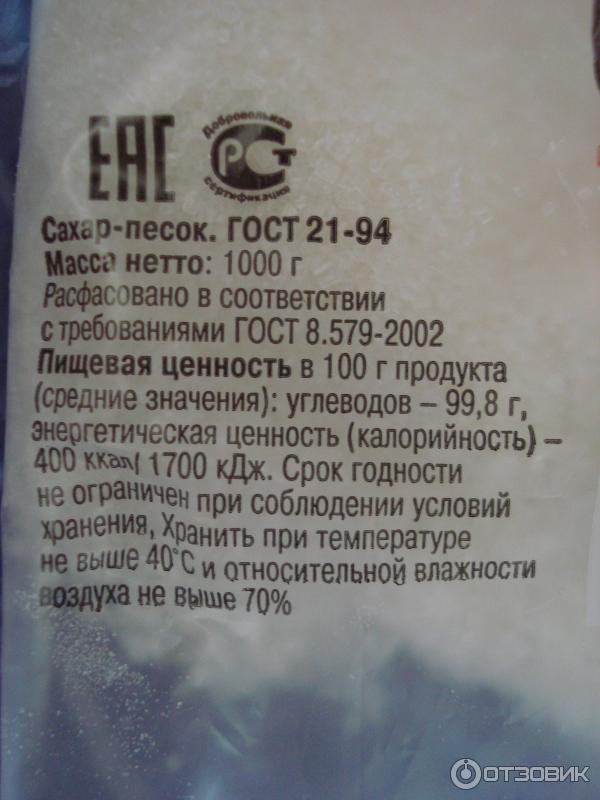 ЕАС
Добровольная
РСТ
сертификация
Сахар-песок. ГОСТ 21-94
Масса нетто: 1000 г
Расфасовано в соответствии
с требованиями ГОСТ 8.579-2002
Пищевая ценность в 100 г продукта
(средние значения): углеводов – 99,8 г,
энергетическая ценность (калорийность) –
400 ккал/ 1700 кДж. Срок годности
не ограничен при соблюдении условий
хранения, Хранить при температуре
не выше 40°С и относительной влажности
воздуха не выше 70%
ОТЗОВИК